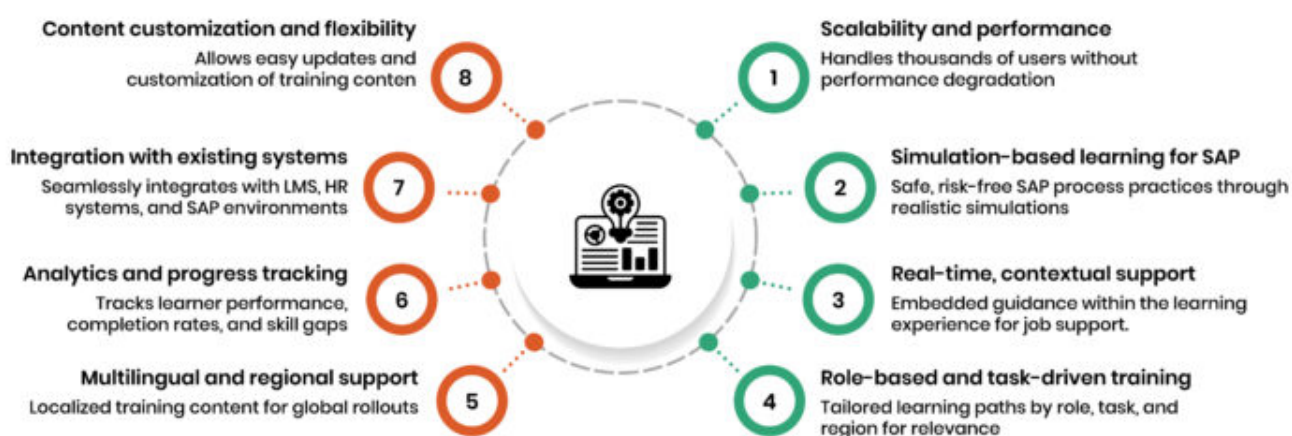 Scalability and performance
1
Handles thousands of users without
performance degradation
Simulation-based learning for SAP
2
Safe, risk-free SAP process practices through
realistic simulations
Real-time, contextual support
3
Embedded guidance within the learning
experience for job support.
Role-based and task-driven training
4
Tailored learning paths by role, task, and
region for relevance
Multilingual and regional support
5
Localized training content for global rollouts
Analytics and progress tracking
6
Tracks learner performance,
completion rates, and skill gaps
Integration with existing systems
7
Seamlessly integrates with LMS, HR
systems, and SAP environments
Content customization and flexibility
8
Allows easy updates and
customization of training conten